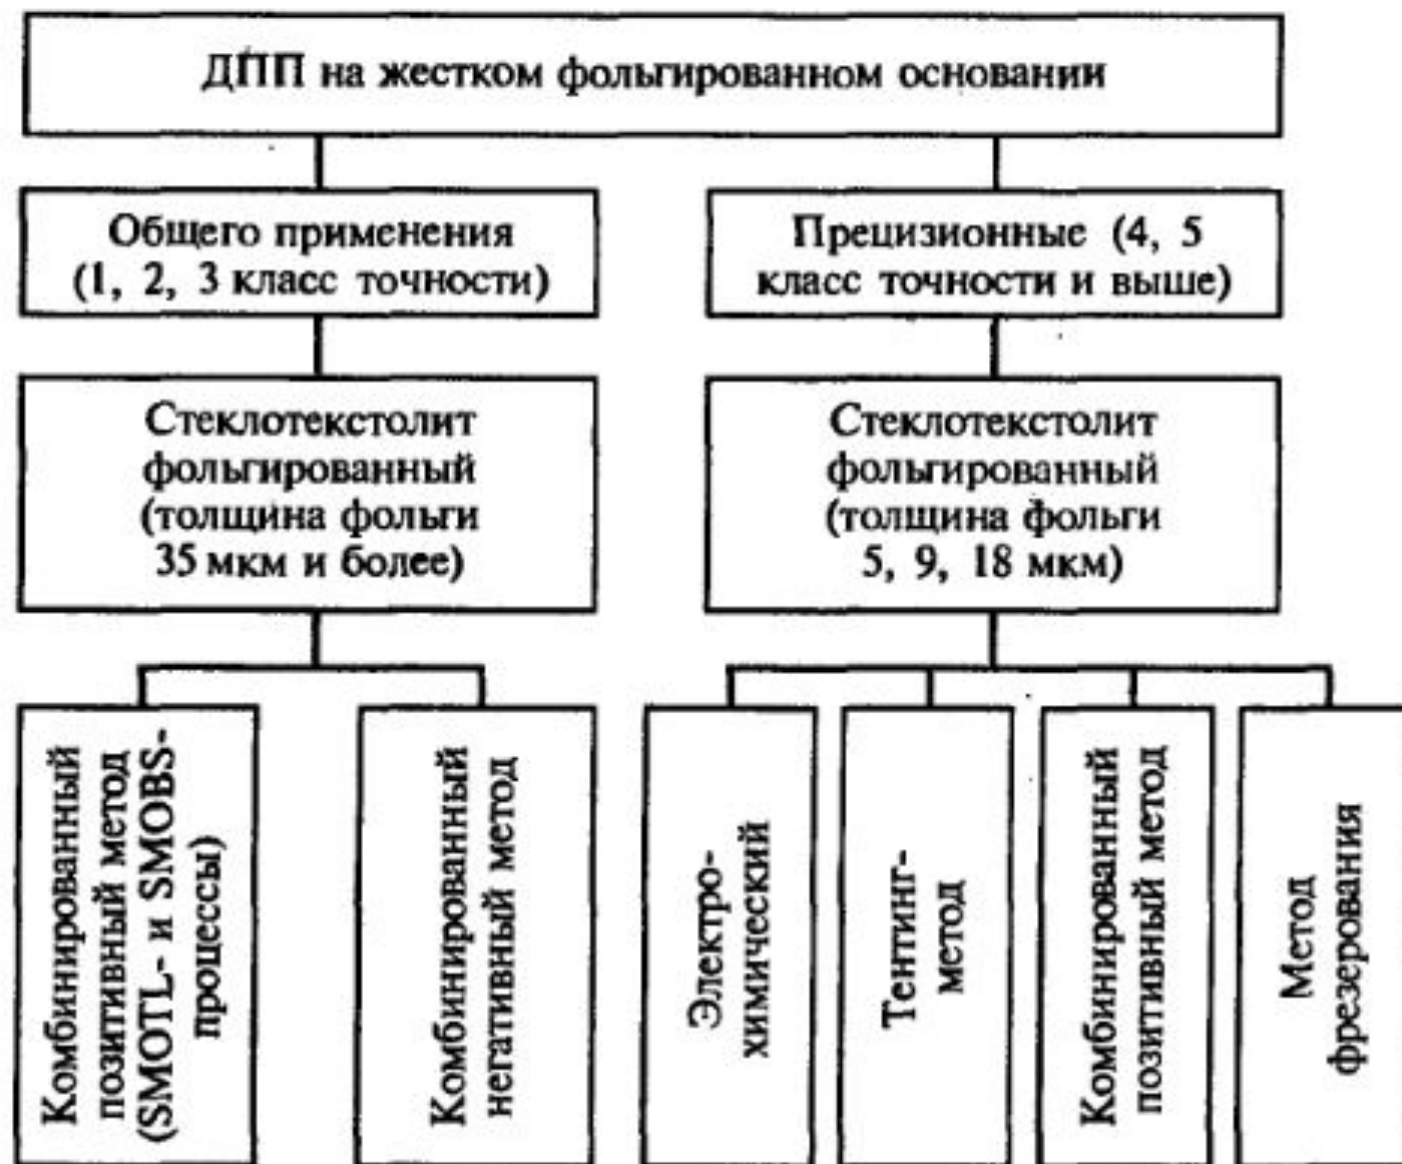 ДПП на жестком фольгированном основании
Общего применения
(1, 2, 3 класс точности)
Прецизионные (4, 5
класс точности и выше)
Стеклотекстолит
фольгированный
(толщина фольги
35 мкм и более)
Стеклотекстолит
фольгированный
(толщина фольги
5, 9, 18 мкм)
Комбинированный
позитивный метод
(SMOTL- и SMOBS-
процессы)
Комбинированный
негативный метод
Электро-
химический
Тентинг-
метод
Комбинированный
позитивный метод
Метод
фрезерования